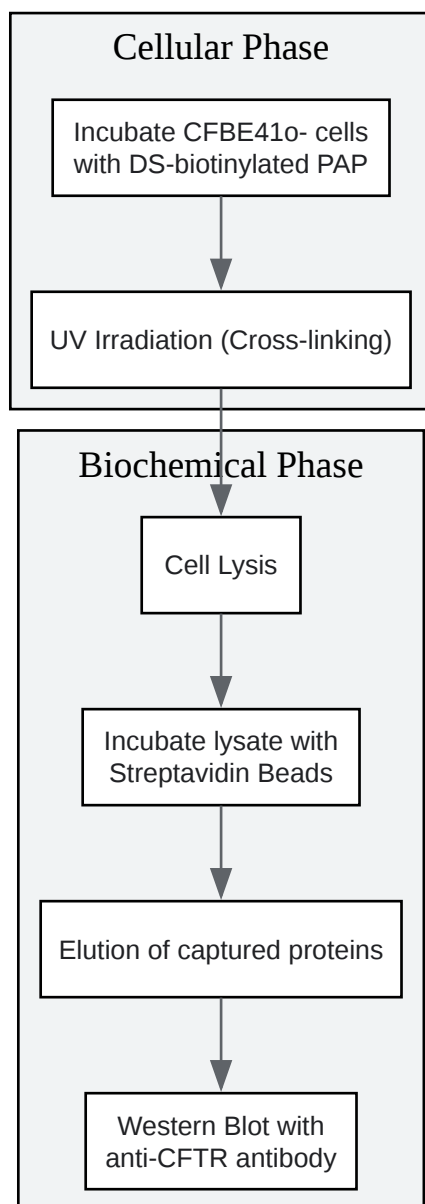 Cellular Phase
Incubate CFBE41o- cells
with DS-biotinylated PAP
UV Irradiation (Cross-linking)
Biochemical Phase
Cell Lysis
Incubate lysate with
Streptavidin Beads
Elution of captured proteins
Western Blot with
anti-CFTR antibody